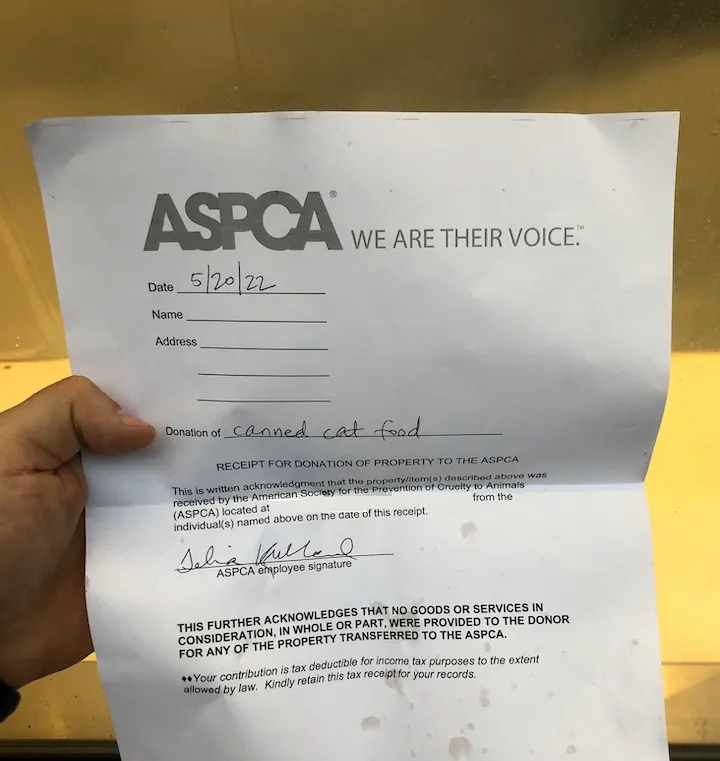 ASPCA® WE ARE THEIR VOICE.™
Date 5/20/22
Name
Address
Donation of canned cat food
RECEIPT FOR DONATION OF PROPERTY TO THE ASPCA
This is written acknowledgment that the property/item(s) described above was
received by the American Society for the Prevention of Cruelty to Animals
(ASPCA) located at from the
individual(s) named above on the date of this receipt.
ASPCA employee signature
THIS FURTHER ACKNOWLEDGES THAT NO GOODS OR SERVICES IN
CONSIDERATION, IN WHOLE OR PART, WERE PROVIDED TO THE DONOR
FOR ANY OF THE PROPERTY TRANSFERRED TO THE ASPCA.
♦♦Your contribution is tax deductible for income tax purposes to the extent
allowed by law. Kindly retain this tax receipt for your records.